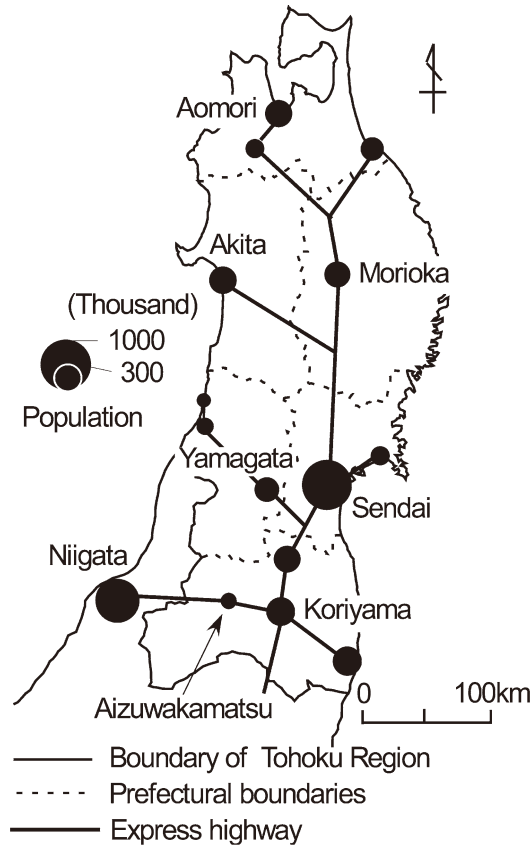 Aomori
Akita
Morioka
(Thousand)
1000
300
Population
Yamagata
Sendai
Niigata
Koriyama
Aizuwakamatsu
0 100km
Boundary of Tohoku Region
Prefectural boundaries
Express highway